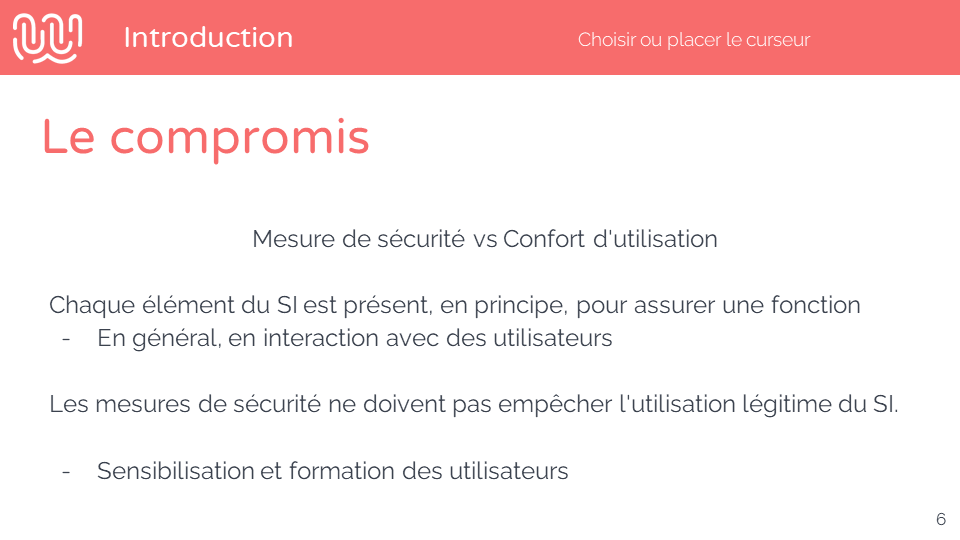 Introduction
Choisir ou placer le curseur
Le compromis
Mesure de sécurité vs Confort d'utilisation
Chaque élément du SI est présent, en principe, pour assurer une fonction
- En général, en interaction avec des utilisateurs
Les mesures de sécurité ne doivent pas empêcher l'utilisation légitime du SI.
- Sensibilisation et formation des utilisateurs
6